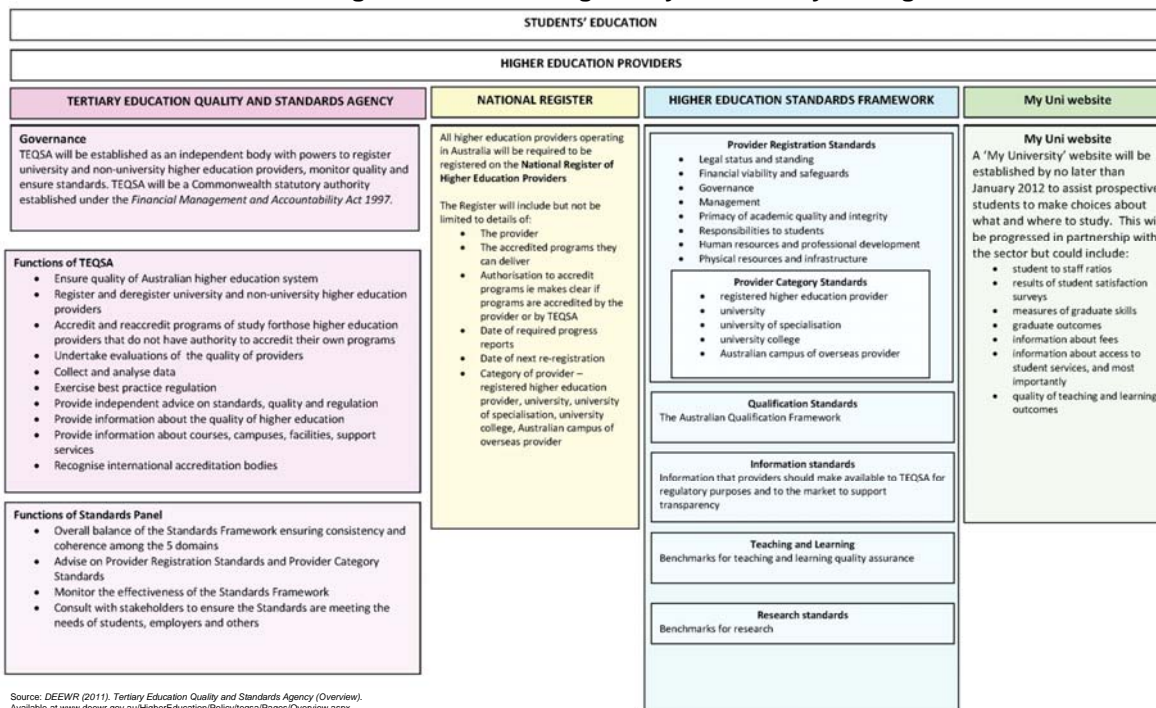 STUDENTS' EDUCATION
HIGHER EDUCATION PROVIDERS
TERTIARY EDUCATION QUALITY AND STANDARDS AGENCY
Governance
TEQSA will be established as an independent body with powers to register
university and non-university higher education providers, monitor quality and
ensure standards. TEQSA will be a Commonwealth statutory authority
established under the Financial Management and Accountability Act 1997.
Functions of TEQSA
• Ensure quality of Australian higher education system
• Register and deregister university and non-university higher education
providers
• Accredit and reaccredit programs of study forthose higher education
providers that do not have authority to accredit their own programs
• Undertake evaluations of the quality of providers
• Collect and analyse data
• Exercise best practice regulation
• Provide independent advice on standards, quality and regulation
• Provide information about the quality of higher education
• Provide information about courses, campuses, facilities, support
services
• Recognise international accreditation bodies
Functions of Standards Panel
• Overall balance of the Standards Framework ensuring consistency and
coherence among the 5 domains
• Advise on Provider Registration Standards and Provider Category
Standards
• Monitor the effectiveness of the Standards Framework
• Consult with stakeholders to ensure the Standards are meeting the
needs of students, employers and others
NATIONAL REGISTER
All higher education providers operating
in Australia will be required to be
registered on the National Register of
Higher Education Providers
The Register will include but not be
limited to details of:
• The provider
• The accredited programs they
can deliver
• Authorisation to accredit
programs ie makes clear if
programs are accredited by the
provider or by TEQSA
• Date of required progress
reports
• Date of next re-registration
• Category of provider –
registered higher education
provider, university, university
of specialisation, university
college, Australian campus of
overseas provider
HIGHER EDUCATION STANDARDS FRAMEWORK
Provider Registration Standards
• Legal status and standing
• Financial viability and safeguards
• Governance
• Management
• Primacy of academic quality and integrity
• Responsibilities to students
• Human resources and professional development
• Physical resources and infrastructure
Provider Category Standards
• registered higher education provider
• university
• university of specialisation
• university college
• Australian campus of overseas provider
Qualification Standards
The Australian Qualification Framework
Information standards
Information that providers should make available to TEQSA for
regulatory purposes and to the market to support
transparency
Teaching and Learning
Benchmarks for teaching and learning quality assurance
Research standards
Benchmarks for research
My Uni website
My Uni website
A 'My University' website will be
established by no later than
January 2012 to assist prospective
students to make choices about
what and where to study. This wi
be progressed in partnership with
the sector but could include:
• student to staff ratios
• results of student satisfaction
surveys
• measures of graduate skills
• graduate outcomes
• information about fees
• information about access to
student services, and most
importantly
• quality of teaching and learning
outcomes
Source: DEEWR (2011). Tertiary Education Quality and Standards Agency (Overview).
Available at www.deewr.gov.au/HigherEducation/Policy/teqsa/Pages/Overview.aspx